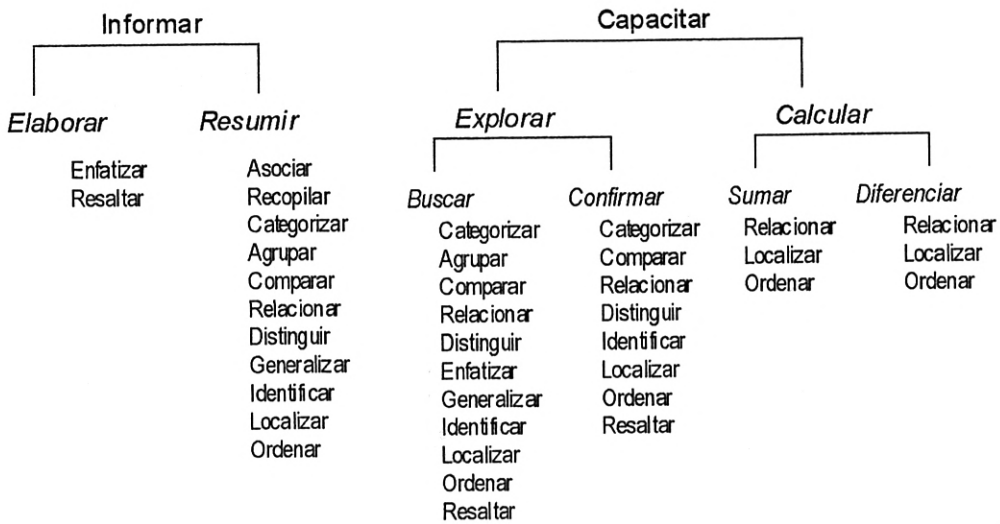 Informar
Capacitar
Elaborar
Resumir
Explorar
Calcular
Enfatizar
Resaltar
Asociar
Recopilar
Categorizar
Agrupar
Comparar
Relacionar
Distinguir
Generalizar
Identificar
Localizar
Ordenar
Buscar
Categorizar
Agrupar
Comparar
Relacionar
Distinguir
Enfatizar
Generalizar
Identificar
Localizar
Ordenar
Resaltar
Confirmar
Categorizar
Comparar
Relacionar
Distinguir
Identificar
Localizar
Ordenar
Resaltar
Sumar
Relacionar
Localizar
Ordenar
Diferenciar
Relacionar
Localizar
Ordenar